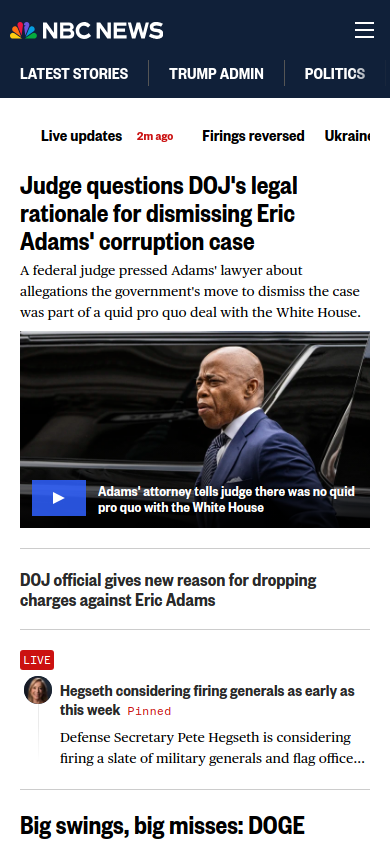 NBC NEWS
LATEST STORIES
TRUMP ADMIN
POLITICS
Live updates 2m ago Firings reversed Ukraine
Judge questions DOJ's legal
rationale for dismissing Eric
Adams' corruption case
A federal judge pressed Adams' lawyer about
allegations the government's move to dismiss the case
was part of a quid pro quo deal with the White House.
Adams' attorney tells judge there was no quid
pro quo with the White House
DOJ official gives new reason for dropping
charges against Eric Adams
LIVE
Hegseth considering firing generals as early as
this week Pinned
Defense Secretary Pete Hegseth is considering
firing a slate of military generals and flag office...
Big swings, big misses: DOGE